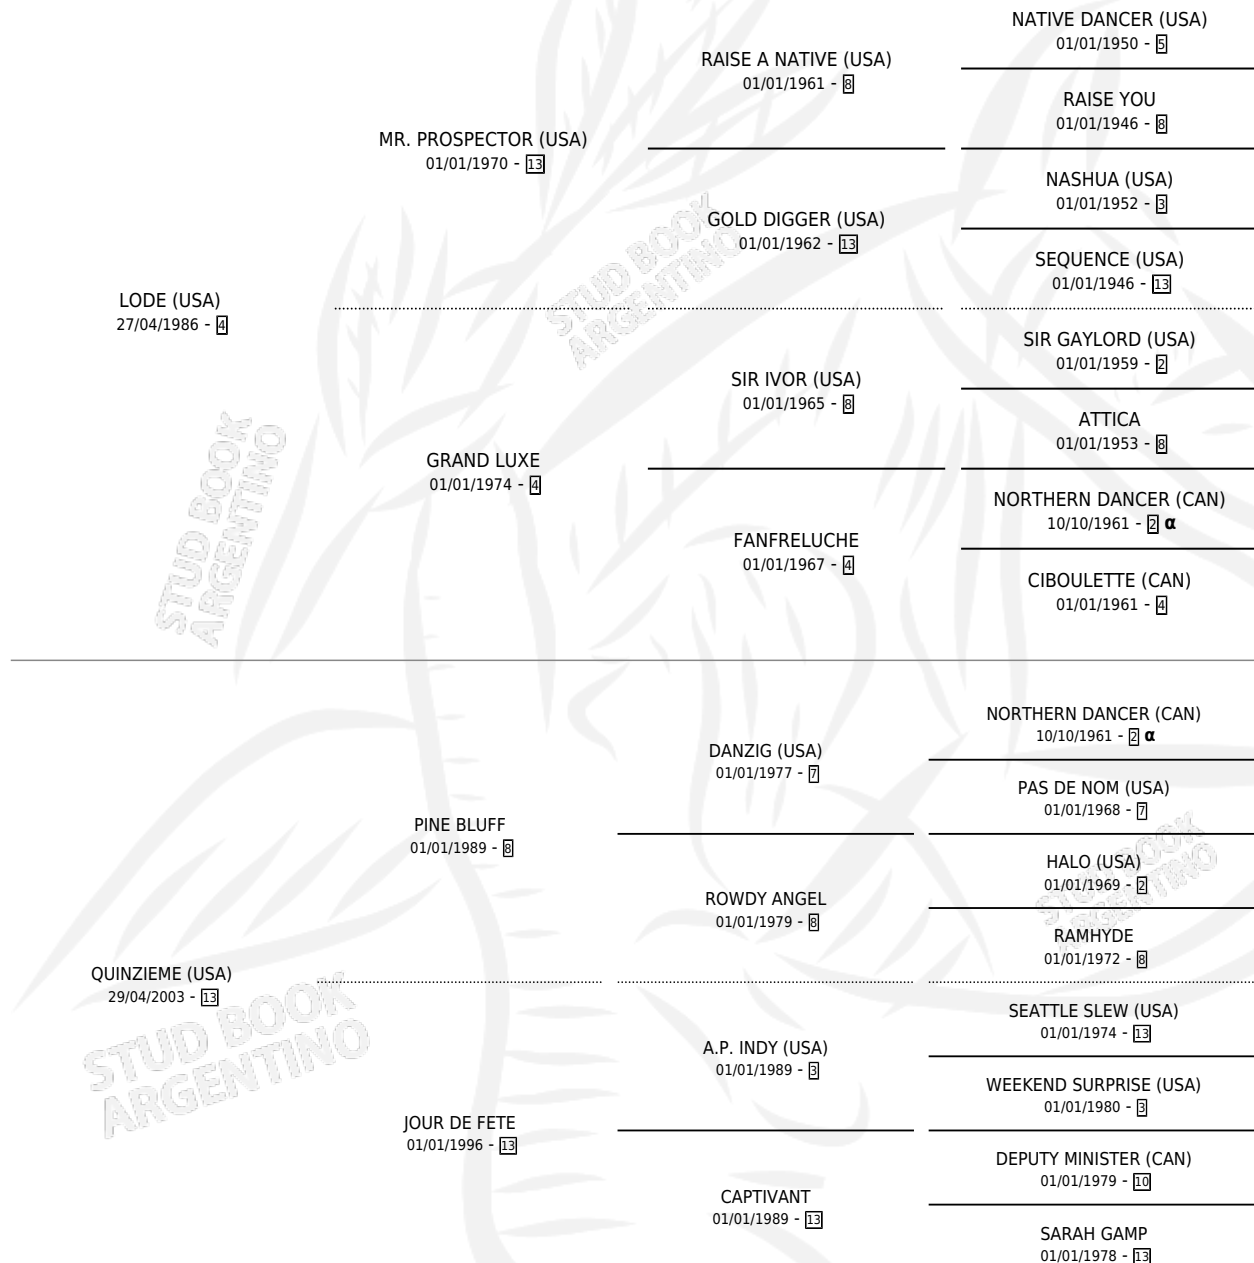 NATIVE DANCER (USA)
01/01/1950 - 5
RAISE A NATIVE (USA)
01/01/1961 - 8
RAISE YOU
01/01/1946 - 8
MR. PROSPECTOR (USA)
01/01/1970 - 13
NASHUA (USA)
01/01/1952 - 3
GOLD DIGGER (USA)
01/01/1962 - 13
SEQUENCE (USA)
01/01/1946 - 13
STUD BOOK
ARGENTINO
LODE (USA)
27/04/1986 - 4
SIR GAYLORD (USA)
01/01/1959 - 2
SIR IVOR (USA)
01/01/1965 - 8
ATTICA
01/01/1953 - 8
GRAND LUXE
01/01/1974 - 4
NORTHERN DANCER (CAN)
10/10/1961 - 2 α
FANFRELUCHE
01/01/1967 - 4
CIBOULETTE (CAN)
01/01/1961 - 4
STUD BOOK
ARGENTINO
NORTHERN DANCER (CAN)
10/10/1961 - 2 α
DANZIG (USA)
01/01/1977 - 7
PAS DE NOM (USA)
01/01/1968 - 7
PINE BLUFF
01/01/1989 - 8
HALO (USA)
01/01/1969 - 2
ROWDY ANGEL
01/01/1979 - 8
RAMHYDE
01/01/1972 - 8
STUD BOOK
ARGENTINO
QUINZIEME (USA)
29/04/2003 - 13
SEATTLE SLEW (USA)
01/01/1974 - 13
A.P. INDY (USA)
01/01/1989 - 3
WEEKEND SURPRISE (USA)
01/01/1980 - 3
STUD BOOK
ARGENTINO
JOUR DE FETE
01/01/1996 - 13
DEPUTY MINISTER (CAN)
01/01/1979 - 10
CAPTIVANT
01/01/1989 - 13
SARAH GAMP
01/01/1978 - 13